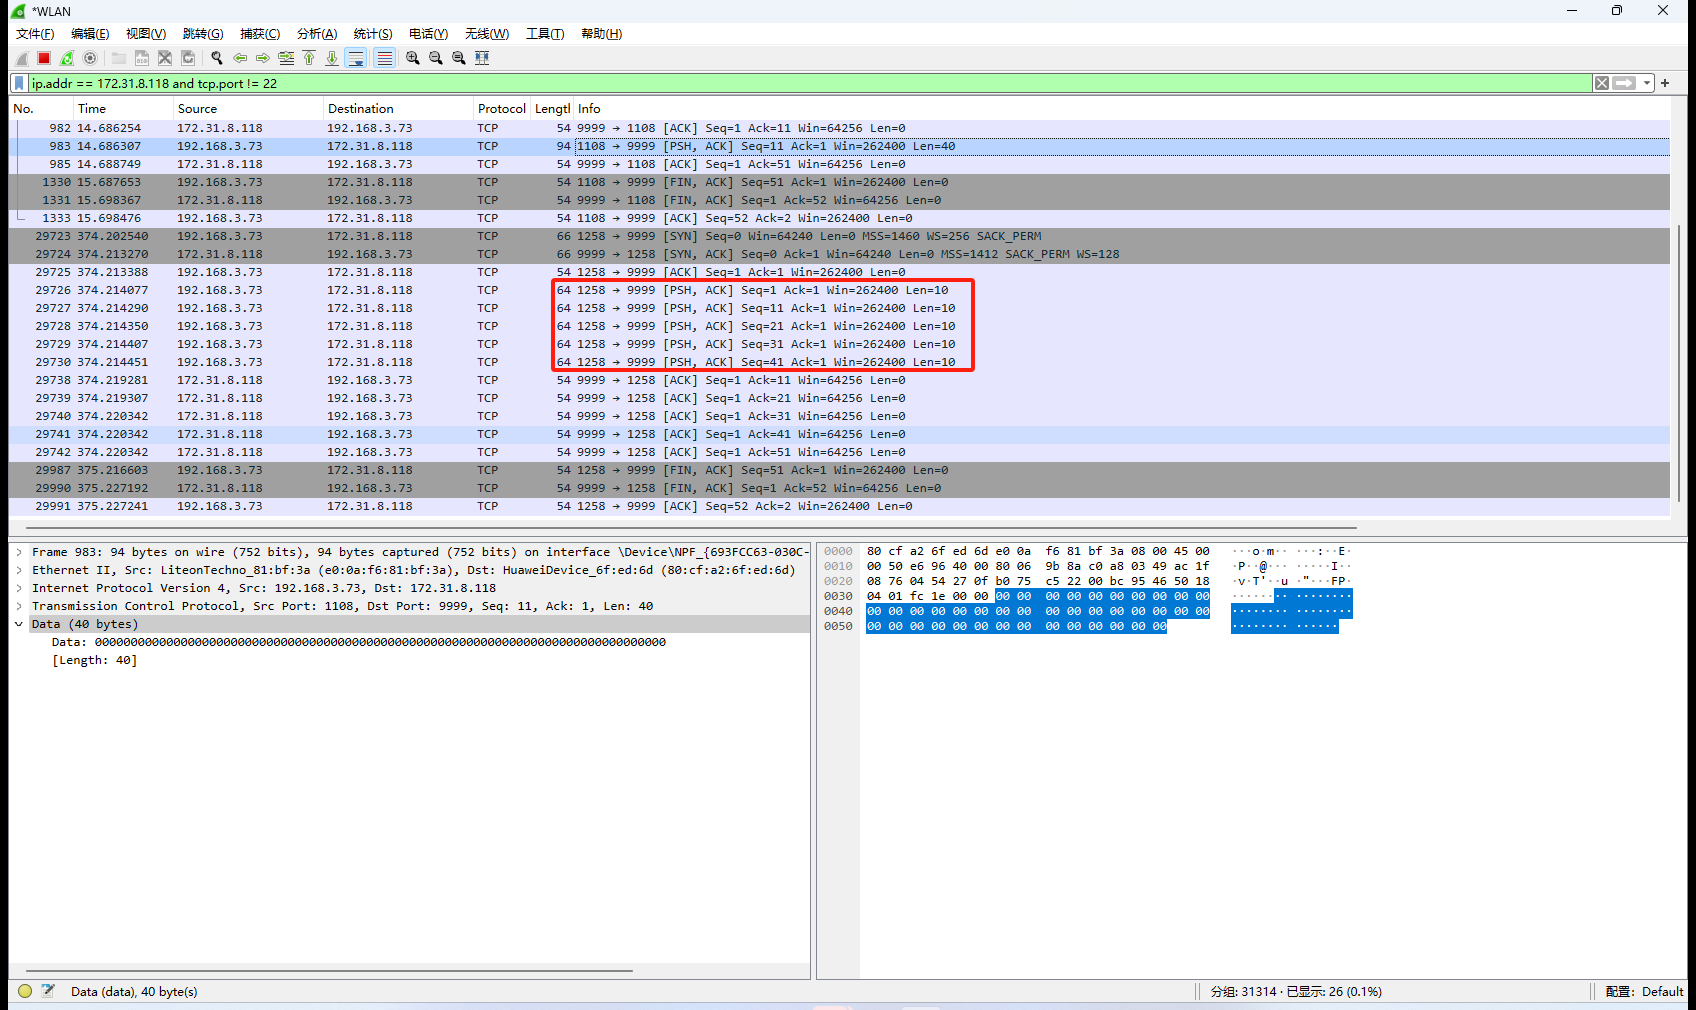 *WLAN
文件(F) 编辑(E) 视图(V) 跳转(G) 捕获(C) 分析(A) 统计(S) 电话(Y) 无线(W) 工具(T) 帮助(H)
ip.addr == 172.31.8.118 and tcp.port != 22
No. Time Source Destination Protocol Lengtl Info
982 14.686254 172.31.8.118 192.168.3.73 TCP 54 9999 → 1108 [ACK] Seq=1 Ack=11 Win=64256 Len=0
983 14.686307 192.168.3.73 172.31.8.118 TCP 94 1108 → 9999 [PSH, ACK] Seq=11 Ack=1 Win=262400 Len=40
985 14.688749 172.31.8.118 192.168.3.73 TCP 54 9999 → 1108 [ACK] Seq=1 Ack=51 Win=64256 Len=0
1330 15.687653 192.168.3.73 172.31.8.118 TCP 54 1108 → 9999 [FIN, ACK] Seq=51 Ack=1 Win=262400 Len=0
1331 15.698367 172.31.8.118 192.168.3.73 TCP 54 9999 → 1108 [FIN, ACK] Seq=1 Ack=52 Win=64256 Len=0
1333 15.698476 192.168.3.73 172.31.8.118 TCP 54 1108 → 9999 [ACK] Seq=52 Ack=2 Win=262400 Len=0
29723 374.202540 192.168.3.73 172.31.8.118 TCP 66 1258 → 9999 [SYN] Seq=0 Win=64240 Len=0 MSS=1460 WS=256 SACK_PERM
29724 374.213270 172.31.8.118 192.168.3.73 TCP 66 9999 → 1258 [SYN, ACK] Seq=0 Ack=1 Win=64240 Len=0 MSS=1412 SACK_PERM WS=128
29725 374.213388 192.168.3.73 172.31.8.118 TCP 54 1258 → 9999 [ACK] Seq=1 Ack=1 Win=262400 Len=0
29726 374.214077 192.168.3.73 172.31.8.118 TCP 64 1258 → 9999 [PSH, ACK] Seq=1 Ack=1 Win=262400 Len=10
29727 374.214290 192.168.3.73 172.31.8.118 TCP 64 1258 → 9999 [PSH, ACK] Seq=11 Ack=1 Win=262400 Len=10
29728 374.214350 192.168.3.73 172.31.8.118 TCP 64 1258 → 9999 [PSH, ACK] Seq=21 Ack=1 Win=262400 Len=10
29729 374.214407 192.168.3.73 172.31.8.118 TCP 64 1258 → 9999 [PSH, ACK] Seq=31 Ack=1 Win=262400 Len=10
29730 374.214451 192.168.3.73 172.31.8.118 TCP 64 1258 → 9999 [PSH, ACK] Seq=41 Ack=1 Win=262400 Len=10
29738 374.219281 172.31.8.118 192.168.3.73 TCP 54 9999 → 1258 [ACK] Seq=1 Ack=11 Win=64256 Len=0
29739 374.219307 172.31.8.118 192.168.3.73 TCP 54 9999 → 1258 [ACK] Seq=1 Ack=21 Win=64256 Len=0
29740 374.220342 172.31.8.118 192.168.3.73 TCP 54 9999 → 1258 [ACK] Seq=1 Ack=31 Win=64256 Len=0
29741 374.220342 172.31.8.118 192.168.3.73 TCP 54 9999 → 1258 [ACK] Seq=1 Ack=41 Win=64256 Len=0
29742 374.220342 172.31.8.118 192.168.3.73 TCP 54 9999 → 1258 [ACK] Seq=1 Ack=51 Win=64256 Len=0
29987 375.216603 192.168.3.73 172.31.8.118 TCP 54 1258 → 9999 [FIN, ACK] Seq=51 Ack=1 Win=262400 Len=0
29990 375.227192 172.31.8.118 192.168.3.73 TCP 54 9999 → 1258 [FIN, ACK] Seq=1 Ack=52 Win=64256 Len=0
29991 375.227241 192.168.3.73 172.31.8.118 TCP 54 1258 → 9999 [ACK] Seq=52 Ack=2 Win=262400 Len=0
Frame 983: 94 bytes on wire (752 bits), 94 bytes captured (752 bits) on interface \Device\NPF_{693FCC63-030C-
Ethernet II, Src: LiteonTechno_81:bf:3a (e0:0a:f6:81:bf:3a), Dst: HuaweiDevice_6f:ed:6d (80:cf:a2:6f:ed:6d)
Internet Protocol Version 4, Src: 192.168.3.73, Dst: 172.31.8.118
Transmission Control Protocol, Src Port: 1108, Dst Port: 9999, Seq: 11, Ack: 1, Len: 40
Data (40 bytes)
Data: 00000000000000000000000000000000000000000000000000000000000000000000000000000000
[Length: 40]
0000 80 cf a2 6f ed 6d e0 0a f6 81 bf 3a 08 00 45 00 ···o·m·· ···:··E·
0010 00 50 e6 96 40 00 80 06 9b 8a c0 a8 03 49 ac 1f ·P··@··· ·····I··
0020 08 76 04 54 27 0f b0 75 c5 22 00 bc 95 46 50 18 ·v·T'··u ·"···FP·
0030 04 01 fc 1e 00 00 00 00 00 00 00 00 00 00 00 00 ········ ········
0040 00 00 00 00 00 00 00 00 00 00 00 00 00 00 00 00 ········ ········
0050 00 00 00 00 00 00 00 00 00 00 00 00 00 00 ········ ······
Data (data), 40 byte(s) 分组: 31314 · 已显示: 26 (0.1%) 配置: Default